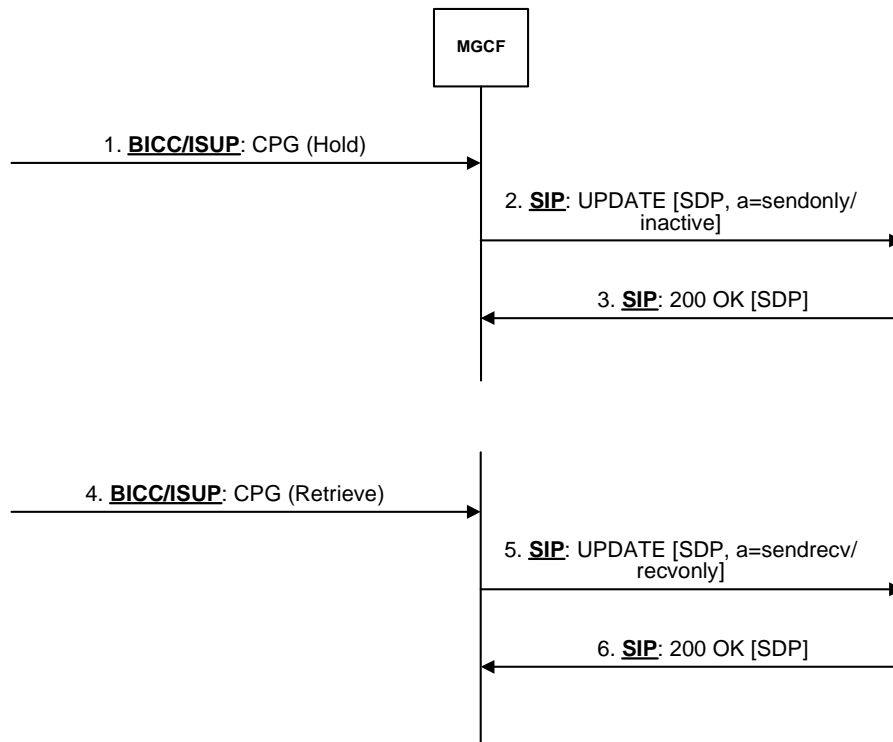 MGCF
1. BICC/ISUP: CPG (Hold)
2. SIP: UPDATE [SDP, a=sendonly/
inactive]
3. SIP: 200 OK [SDP]
4. BICC/ISUP: CPG (Retrieve)
5. SIP: UPDATE [SDP, a=sendrecv/
recvonly]
6. SIP: 200 OK [SDP]